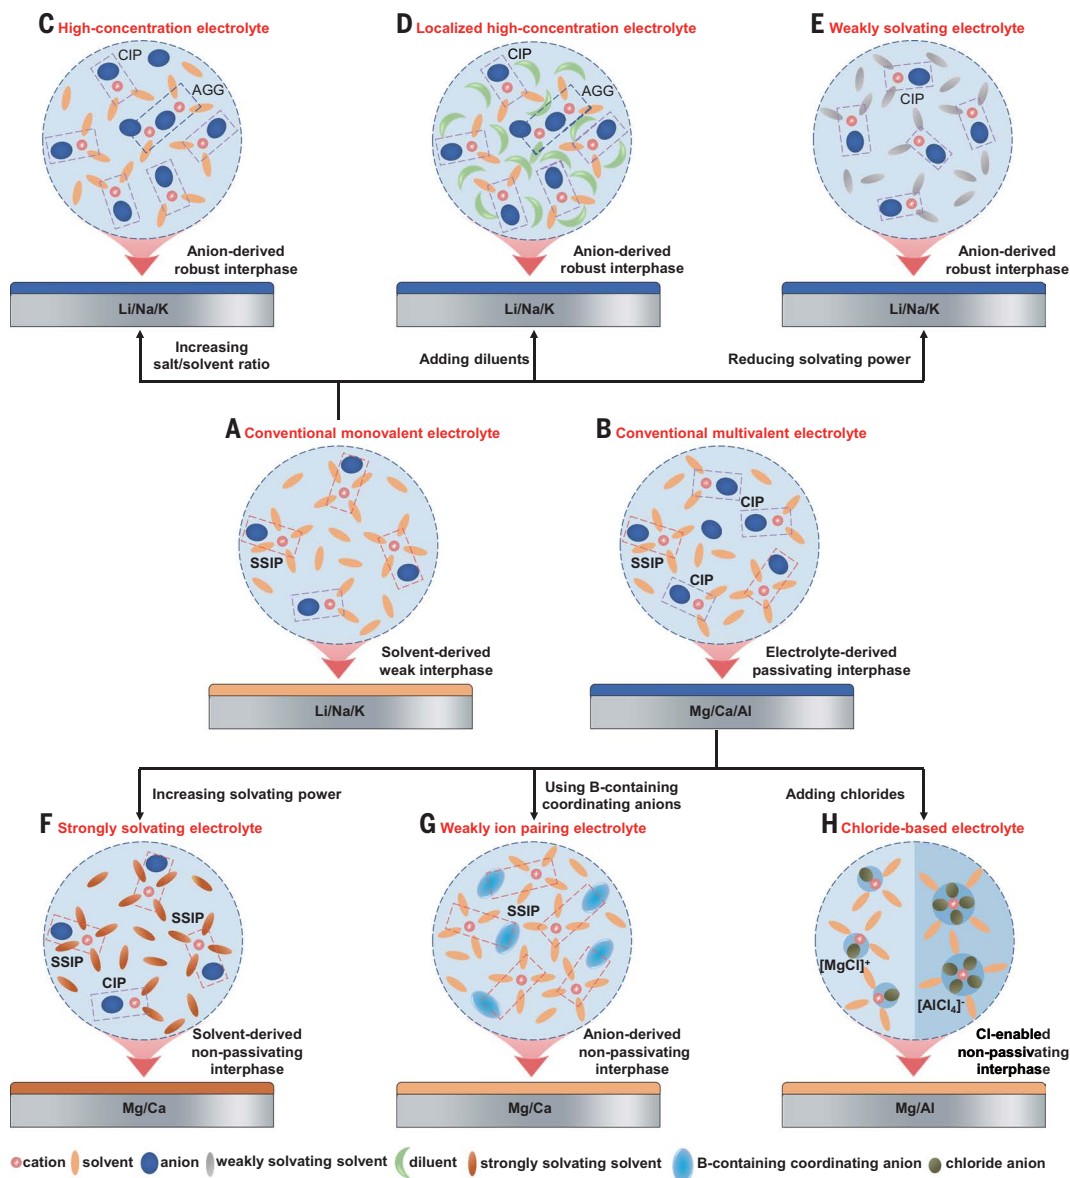 C High-concentration electrolyte
CIP
AGG
Anion-derived
robust interphase
Li/Na/K
D Localized high-concentration electrolyte
CIP
AGG
Anion-derived
robust interphase
Li/Na/K
E Weakly solvating electrolyte
CIP
Anion-derived
robust interphase
Li/Na/K
Increasing
salt/solvent ratio
Adding diluents
Reducing solvating power
A Conventional monovalent electrolyte
SSIP
Solvent-derived
weak interphase
Li/Na/K
B Conventional multivalent electrolyte
CIP
SSIP
CIP
Electrolyte-derived
passivating interphase
Mg/Ca/Al
Increasing solvating power
Using B-containing
coordinating anions
Adding chlorides
F Strongly solvating electrolyte
SSIP
SSIP
CIP
Solvent-derived
non-passivating
interphase
Mg/Ca
G Weakly ion pairing electrolyte
SSIP
Anion-derived
non-passivating
interphase
Mg/Ca
H Chloride-based electrolyte
[MgCl]⁺
[AlCl₄]⁻
Cl-enabled
non-passivating
interphase
Mg/Al
cation solvent anion weakly solvating solvent diluent strongly solvating solvent B-containing coordinating anion chloride anion